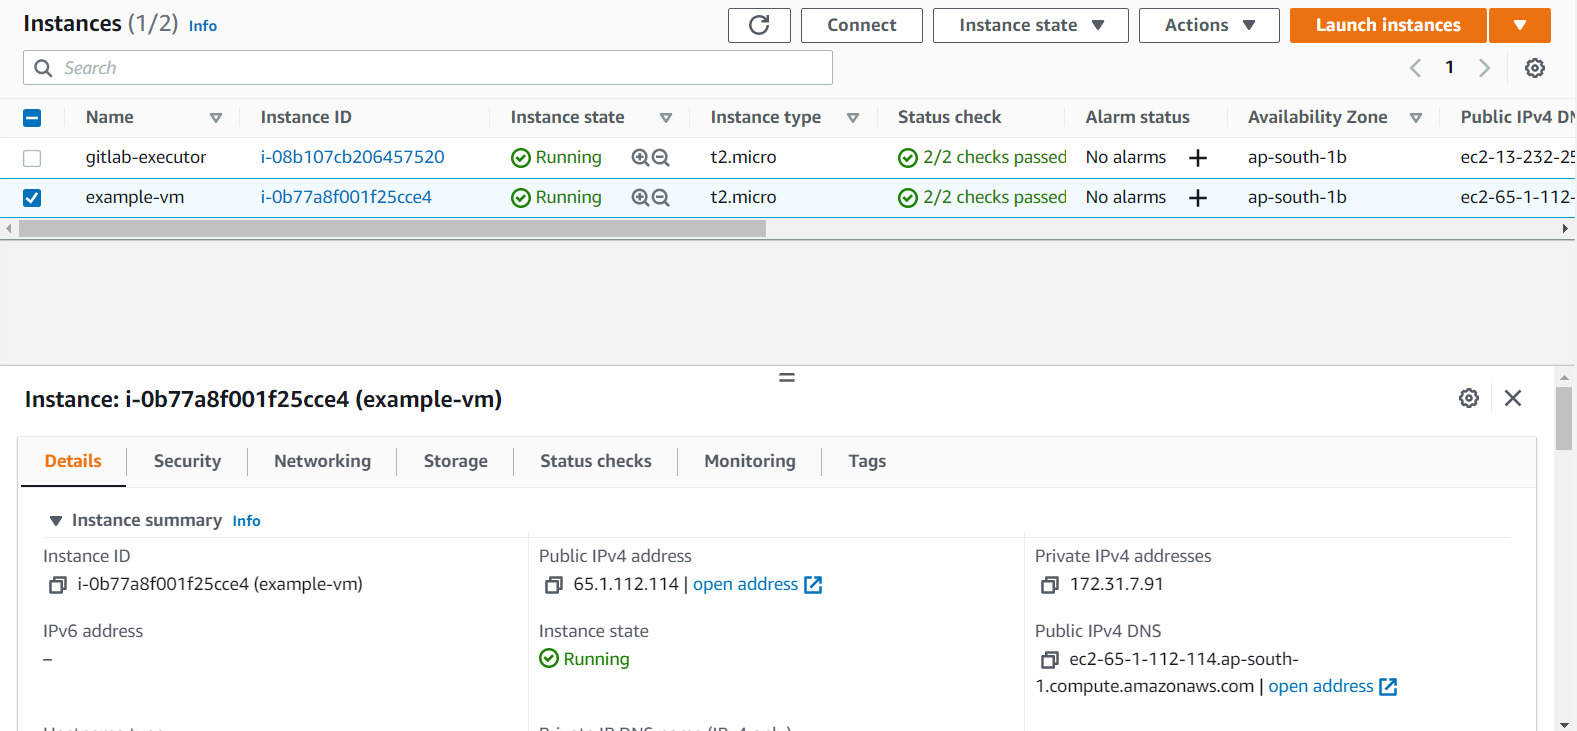 Instances (1/2) Info Connect Instance state Actions Launch instances
Search 1
Name Instance ID Instance state Instance type Status check Alarm status Availability Zone Public IPv4 DN
gitlab-executor i-08b107cb206457520 Running t2.micro 2/2 checks passed No alarms + ap-south-1b ec2-13-232-25
example-vm i-0b77a8f001f25cce4 Running t2.micro 2/2 checks passed No alarms + ap-south-1b ec2-65-1-112-
Instance: i-0b77a8f001f25cce4 (example-vm)
Details Security Networking Storage Status checks Monitoring Tags
Instance summary Info
Instance ID Public IPv4 address Private IPv4 addresses
i-0b77a8f001f25cce4 (example-vm) 65.1.112.114 | open address 172.31.7.91
IPv6 address Instance state Public IPv4 DNS
– Running ec2-65-1-112-114.ap-south-
1.compute.amazonaws.com | open address